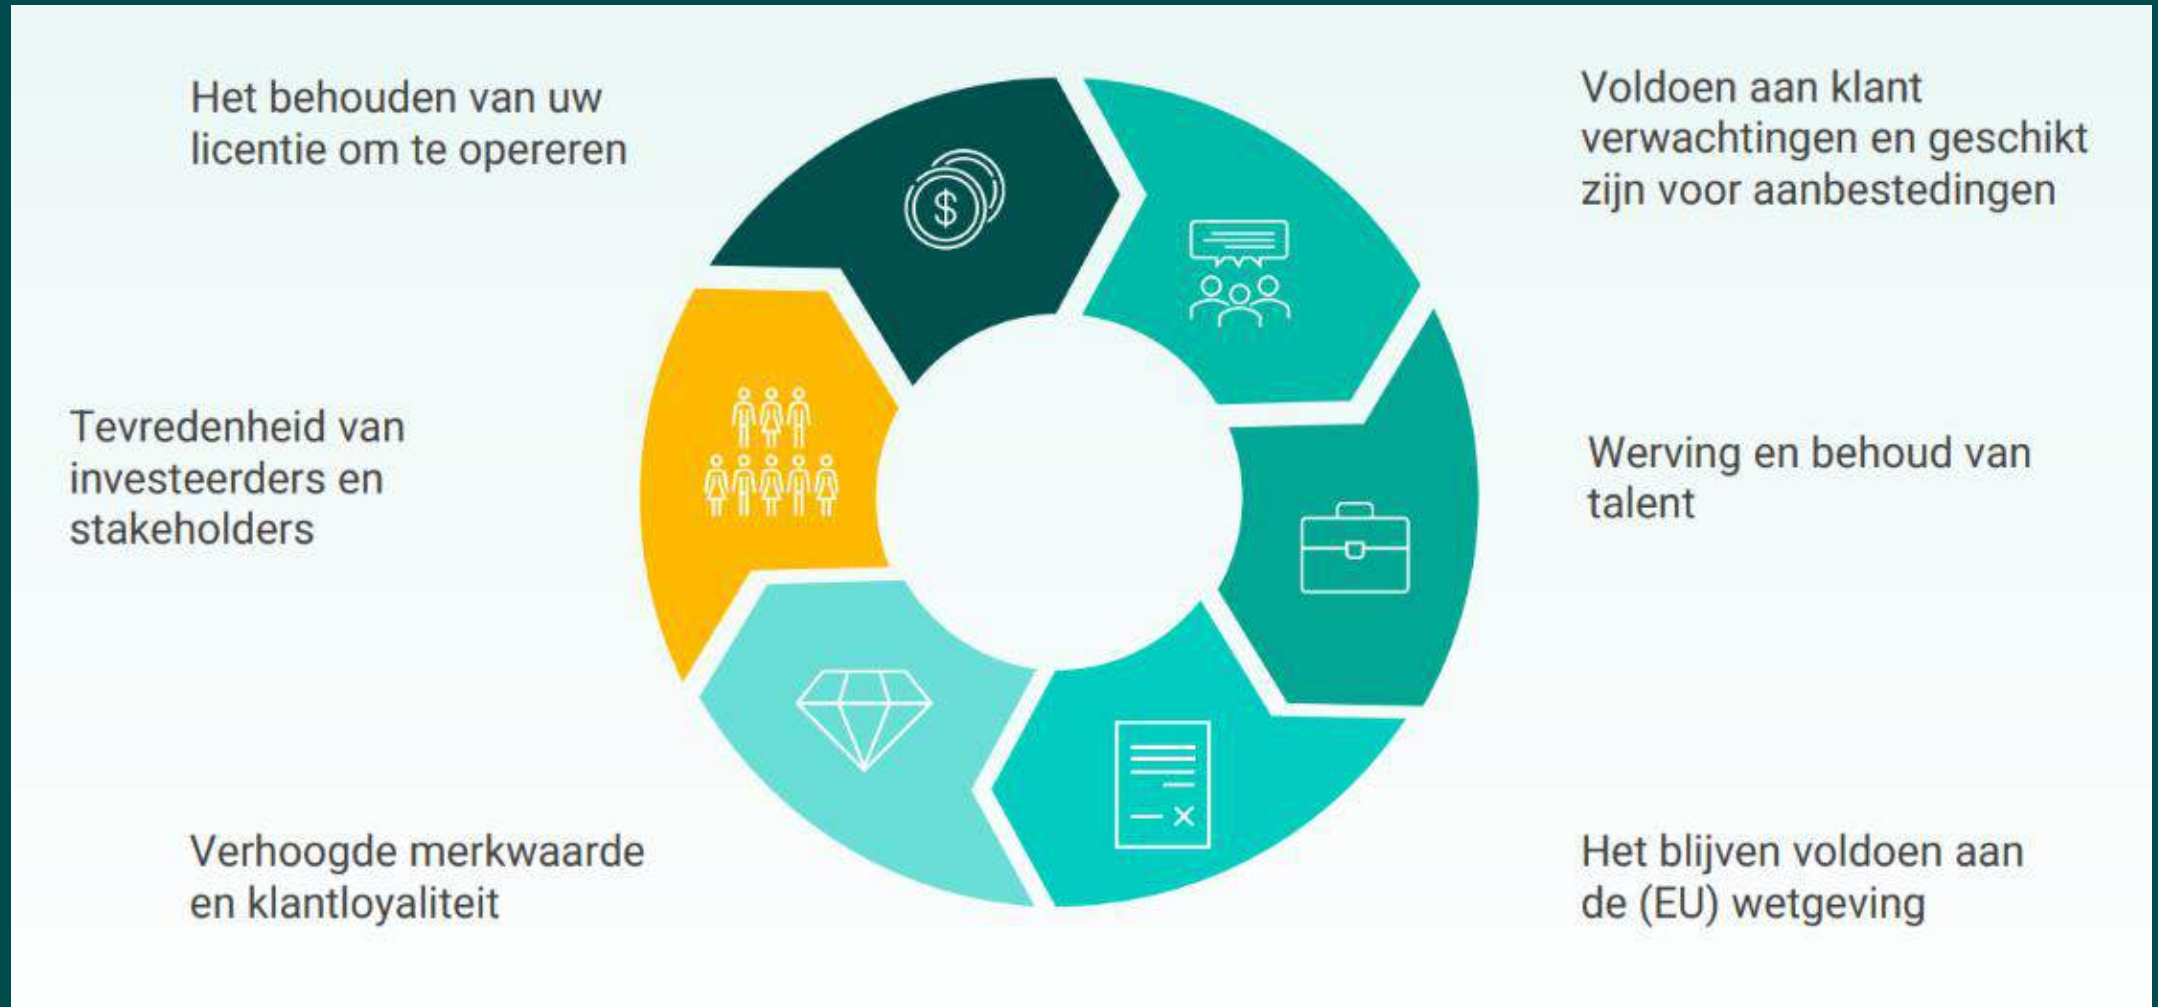 Het behouden van uw
licentie om te opereren
Voldoen aan klant
verwachtingen en geschikt
zijn voor aanbestedingen
Tevredenheid van
investeerders en
stakeholders
Werving en behoud van
talent
Verhoogde merkwaarde
en klantloyaliteit
Het blijven voldoen aan
de (EU) wetgeving
$